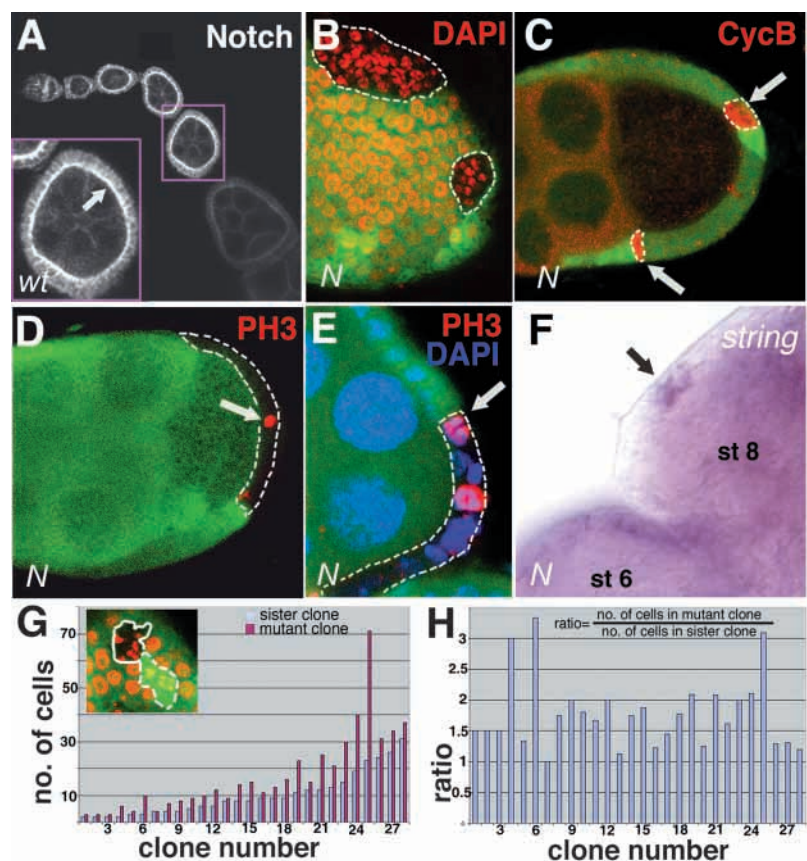 A Notch
wt
B DAPI
N
C CycB
N
D PH3
N
E PH3
DAPI
N
F string
st 8
st 6
N
G
sister clone
mutant clone
no. of cells
70
50
30
10
3 6 9 12 15 18 21 24 27
clone number
H
ratio= no. of cells in mutant clone
no. of cells in sister clone
ratio
3
2.5
2
1.5
1
3 6 9 12 15 18 21 24 27
clone number